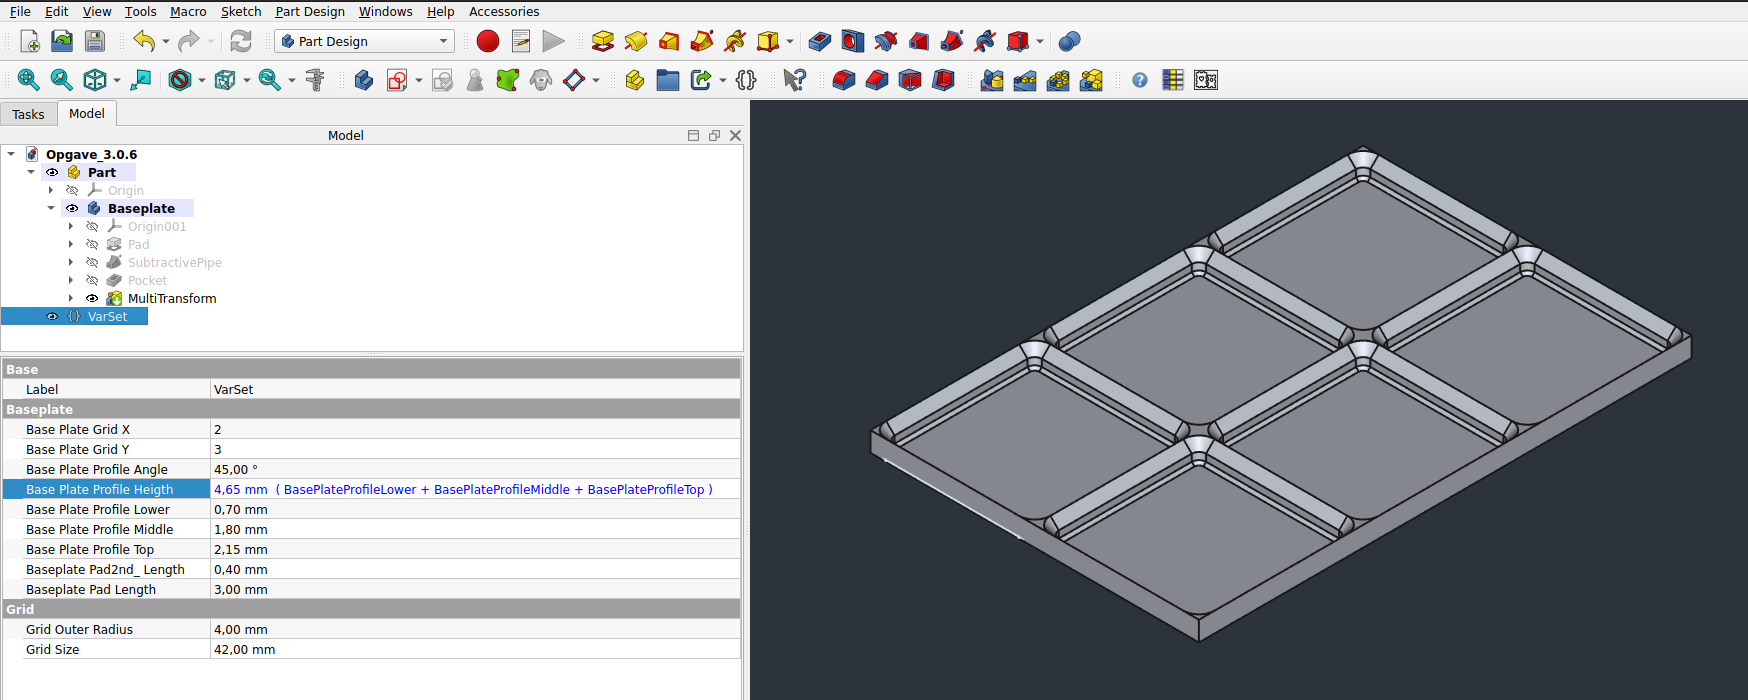 File Edit View Tools Macro Sketch Part Design Windows Help Accessories
Part Design
Tasks Model
Model
Opgave_3.0.6
Part
Origin
Baseplate
Origin001
Pad
SubtractivePipe
Pocket
MultiTransform
VarSet
Base
Label VarSet
Baseplate
Base Plate Grid X 2
Base Plate Grid Y 3
Base Plate Profile Angle 45,00 °
Base Plate Profile Heigth 4,65 mm ( BasePlateProfileLower + BasePlateProfileMiddle + BasePlateProfileTop )
Base Plate Profile Lower 0,70 mm
Base Plate Profile Middle 1,80 mm
Base Plate Profile Top 2,15 mm
Baseplate Pad2nd_ Length 0,40 mm
Baseplate Pad Length 3,00 mm
Grid
Grid Outer Radius 4,00 mm
Grid Size 42,00 mm